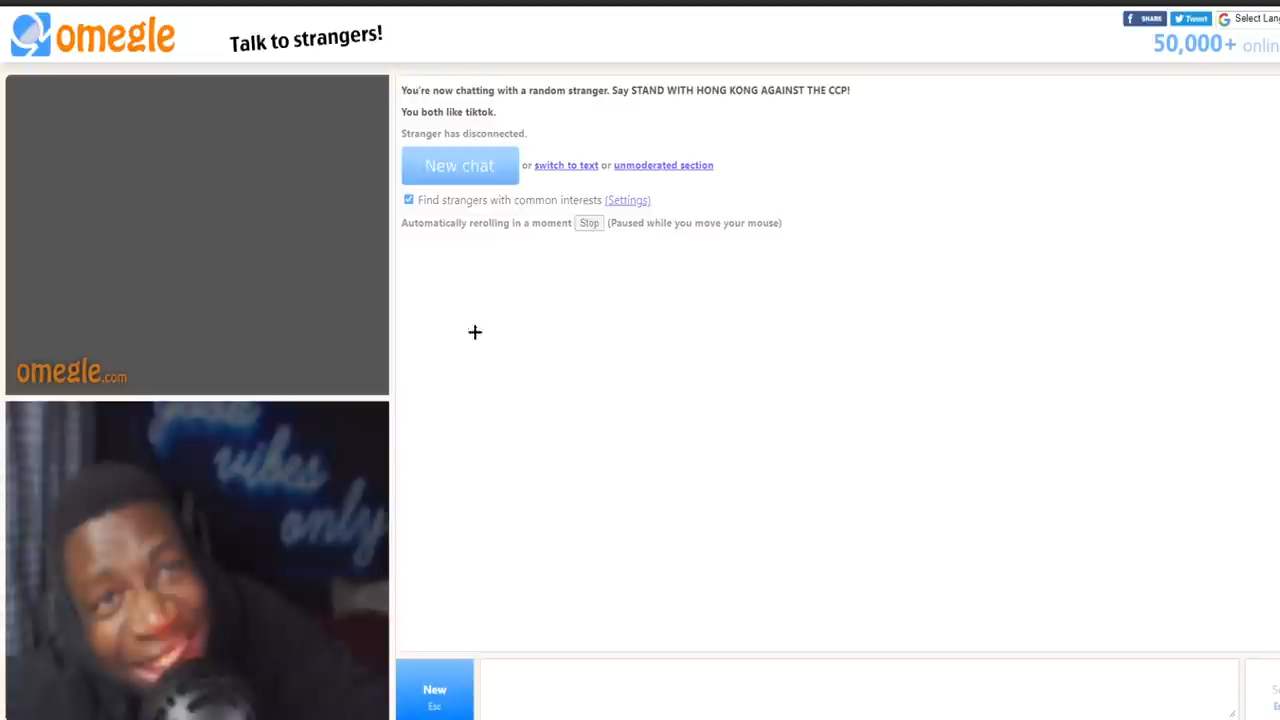 omegle
Talk to strangers!
SHARE
Tweet
G Select Lan
50,000+ onlin
You're now chatting with a random stranger. Say STAND WITH HONG KONG AGAINST THE CCP!
You both like tiktok.
Stranger has disconnected.
New chat or switch to text or unmoderated section
Find strangers with common interests (Settings)
Automatically rerolling in a moment Stop (Paused while you move your mouse)
omegle.com
good
vibes
only
New
Esc